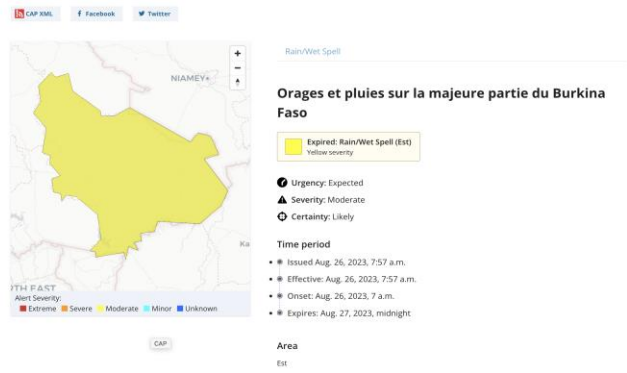 CAP XML
Facebook
Twitter
NIAMEY
Alert Severity:
Extreme Severe Moderate Minor Unknown
CAP
Rain/Wet Spell
Orages et pluies sur la majeure partie du Burkina
Faso
Expired: Rain/Wet Spell (Est)
Yellow severity
Urgency: Expected
Severity: Moderate
Certainty: Likely
Time period
Issued Aug. 26, 2023, 7:57 a.m.
Effective: Aug. 26, 2023, 7:57 a.m.
Onset: Aug. 26, 2023, 7 a.m.
Expires: Aug. 27, 2023, midnight
Area
Est